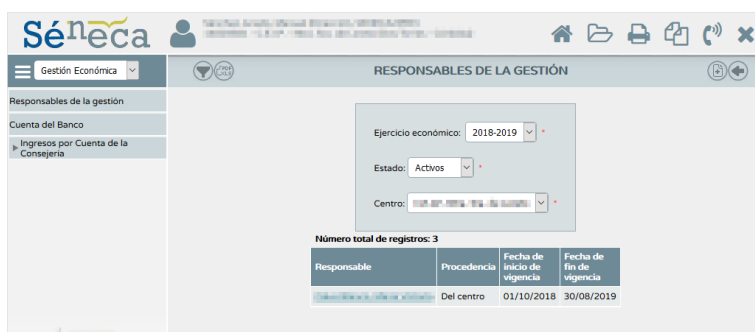 Séneca
Gestión Económica
RESPONSABLES DE LA GESTIÓN
Responsables de la gestión
Cuenta del Banco
Ingresos por Cuenta de la
Consejería
Ejercicio económico: 2018-2019 *
Estado: Activos *
Centro: *
Número total de registros: 3
Responsable Procedencia Fecha de inicio de vigencia Fecha de fin de vigencia
Del centro 01/10/2018 30/08/2019